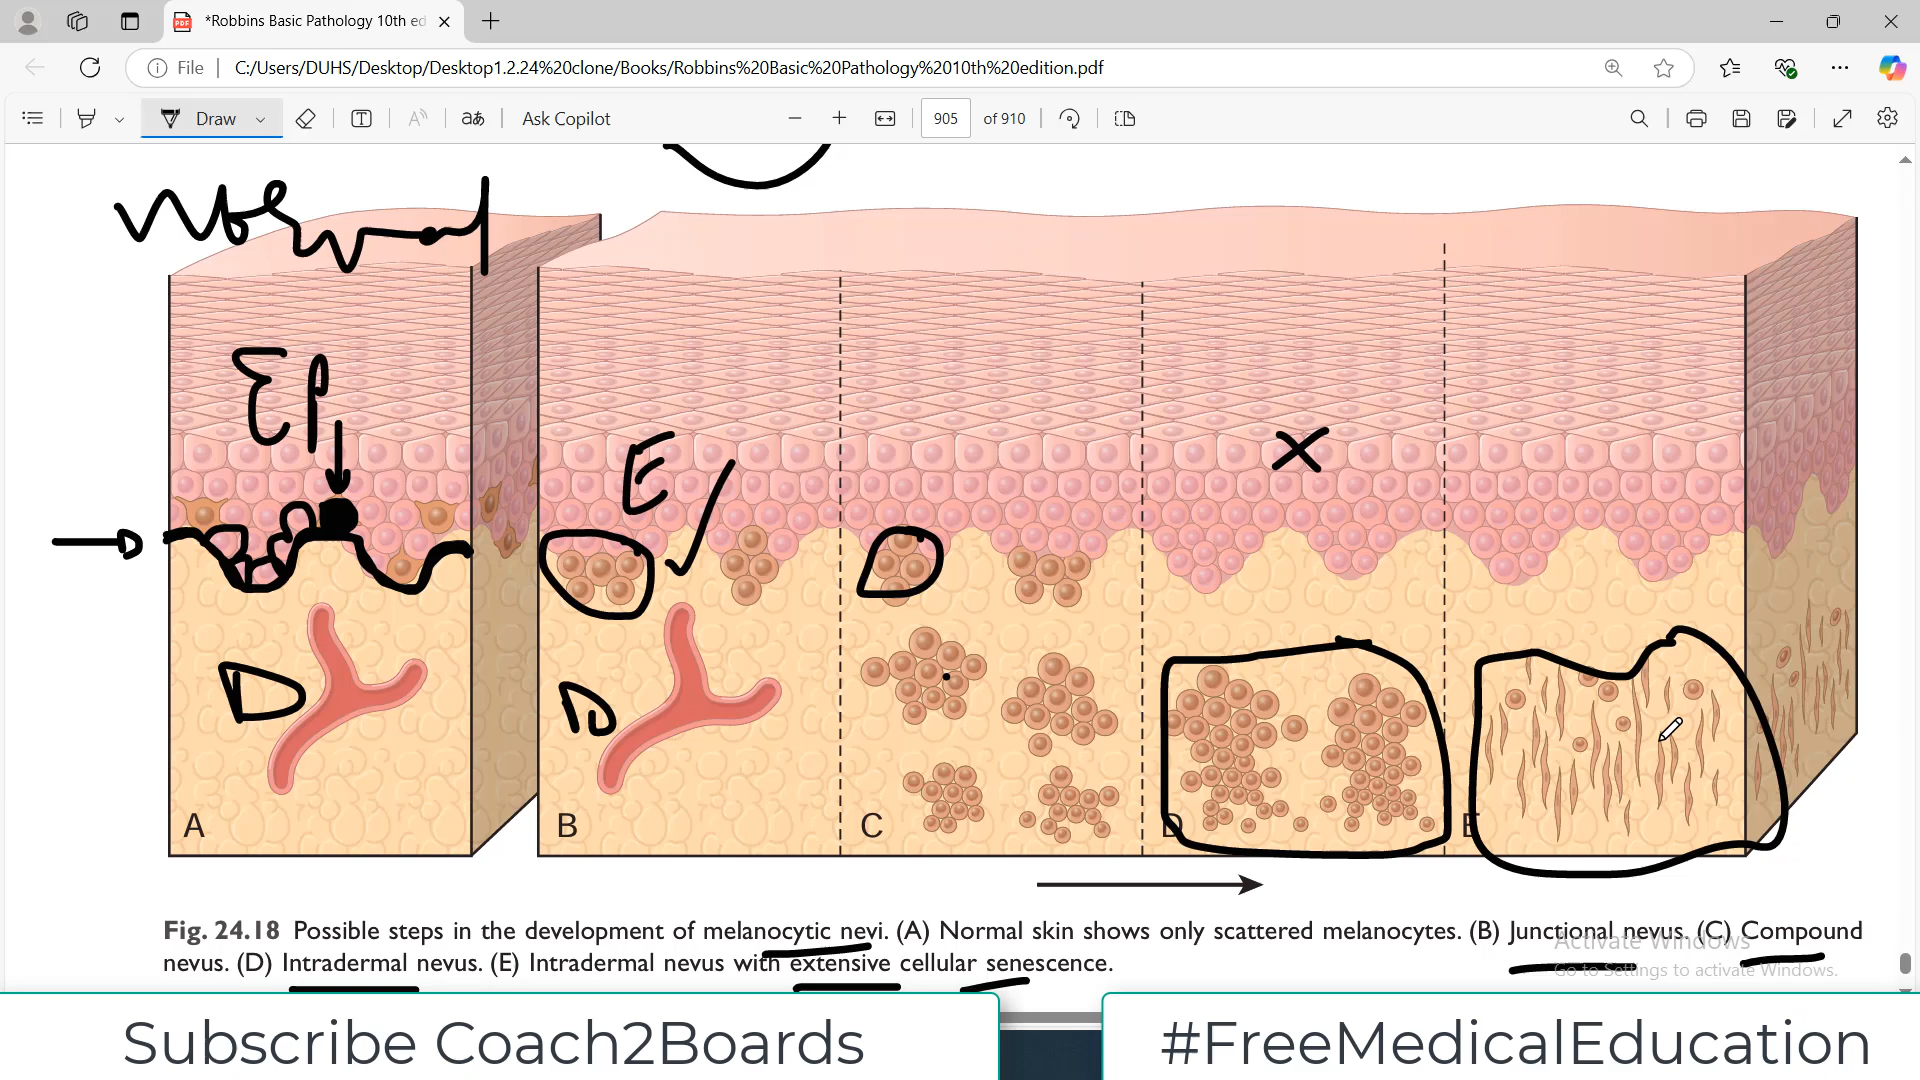 *Robbins Basic Pathology 10th ed
File C:/Users/DUHS/Desktop/Desktop1.2.24%20clone/Books/Robbins%20Basic%20Pathology%2010th%20edition.pdf
Draw aあ Ask Copilot 905 of 910
Ep
E
D
D
A B C D E
Fig. 24.18 Possible steps in the development of melanocytic nevi. (A) Normal skin shows only scattered melanocytes. (B) Junctional nevus. (C) Compound
nevus. (D) Intradermal nevus. (E) Intradermal nevus with extensive cellular senescence.
Activate Windows
Go to Settings to activate Windows.
Subscribe Coach2Boards
#FreeMedicalEducation